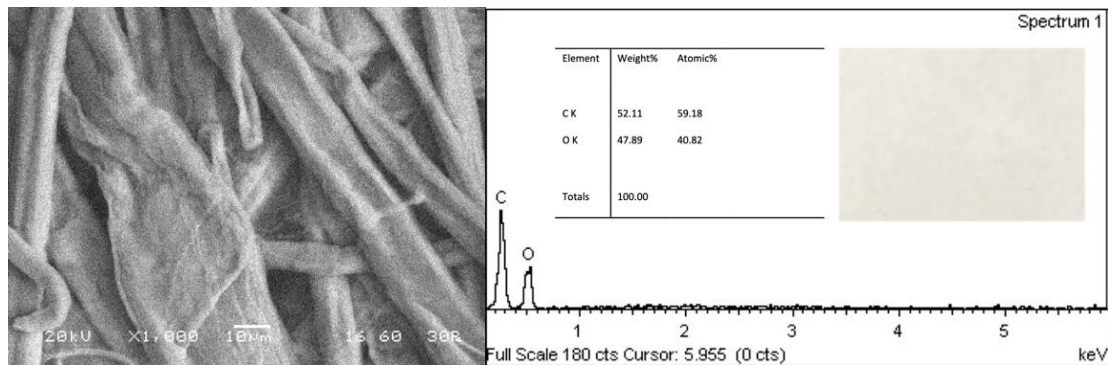 20kV X1,000 10μm 16 60 30R
Spectrum 1
Element Weight% Atomic%
C K 52.11 59.18
O K 47.89 40.82
Totals 100.00
C
O
1 2 3 4 5
Full Scale 180 cts Cursor: 5.955 (0 cts) keV